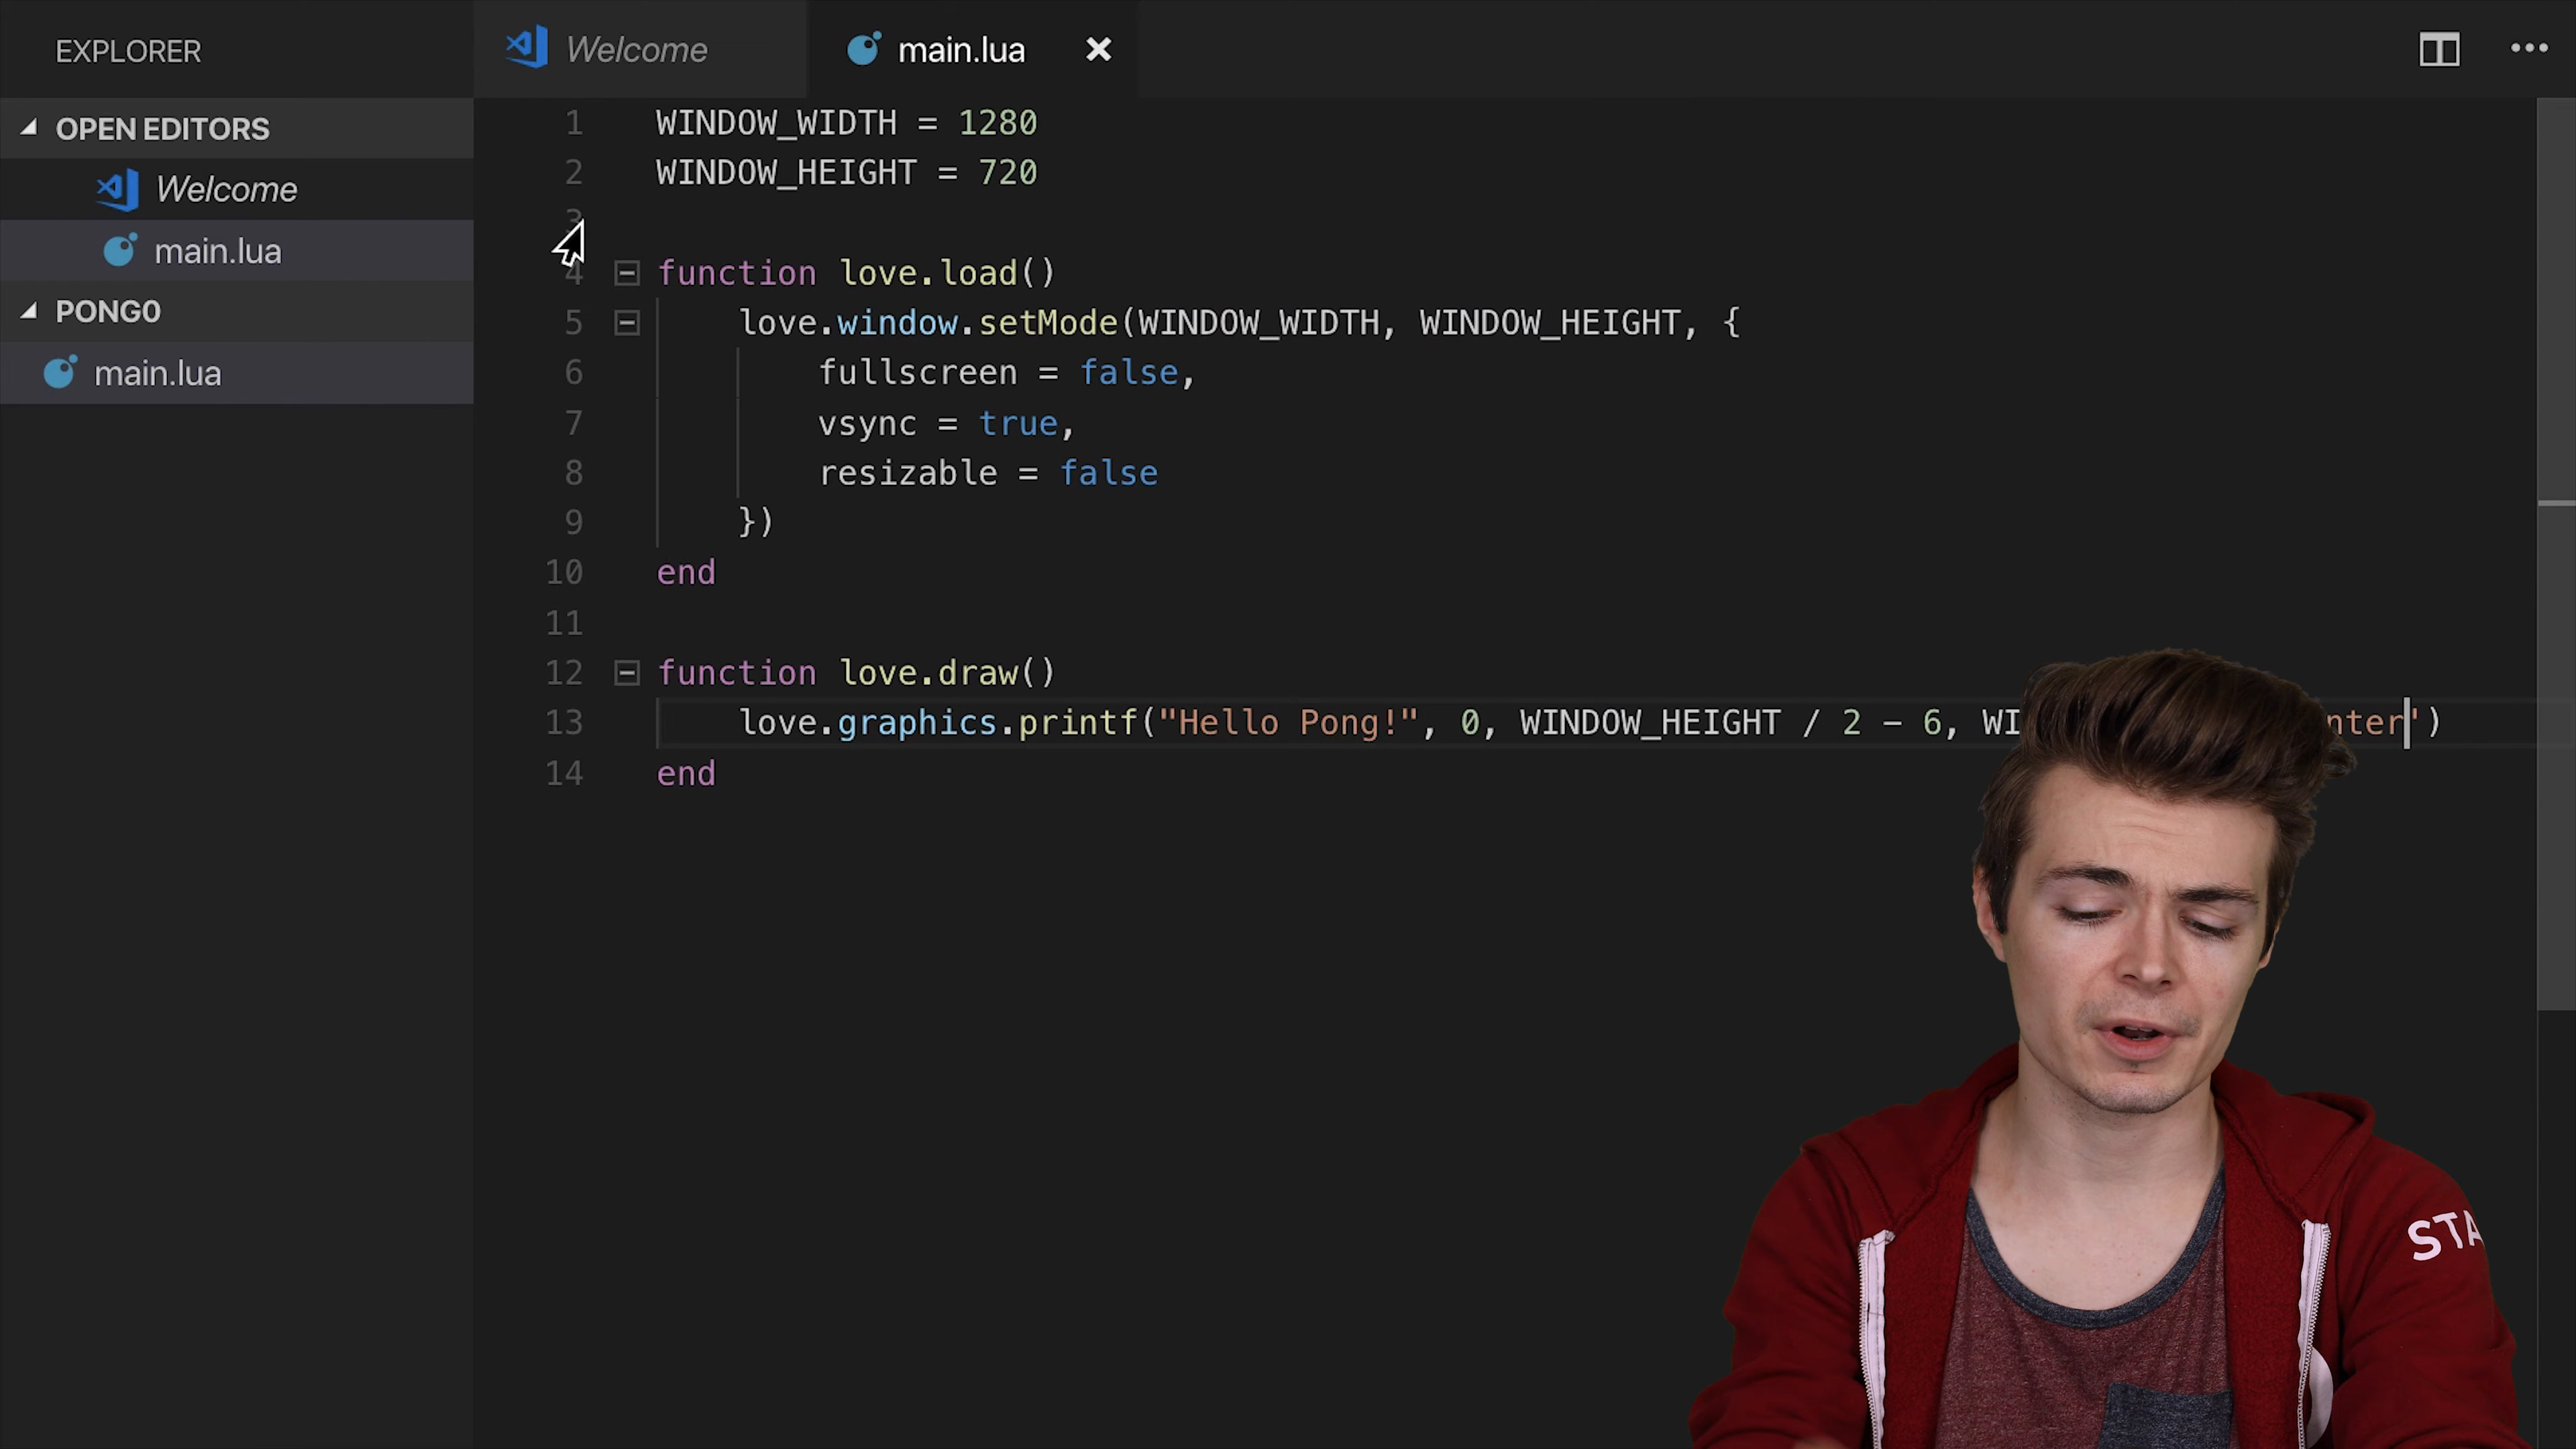 EXPLORER
Welcome
main.lua
OPEN EDITORS
Welcome
main.lua
PONG0
main.lua
1 WINDOW_WIDTH = 1280
2 WINDOW_HEIGHT = 720
3
4 function love.load()
5 love.window.setMode(WINDOW_WIDTH, WINDOW_HEIGHT, {
6 fullscreen = false,
7 vsync = true,
8 resizable = false
9 })
10 end
11
12 function love.draw()
13 love.graphics.printf("Hello Pong!", 0, WINDOW_HEIGHT / 2 - 6, WI nter')
14 end
STA